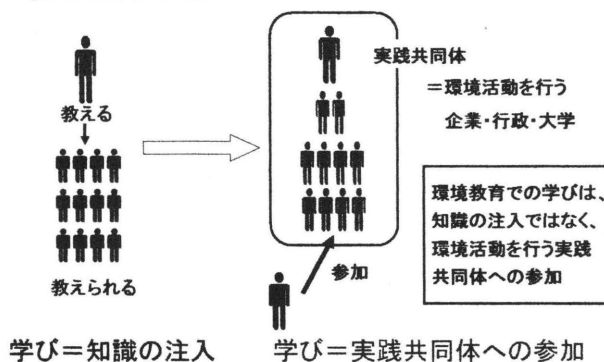 教える
教えられる
学び＝知識の注入
実践共同体
＝環境活動を行う
企業・行政・大学
参加
学び＝実践共同体への参加
環境教育での学びは、
知識の注入ではなく、
環境活動を行う実践
共同体への参加